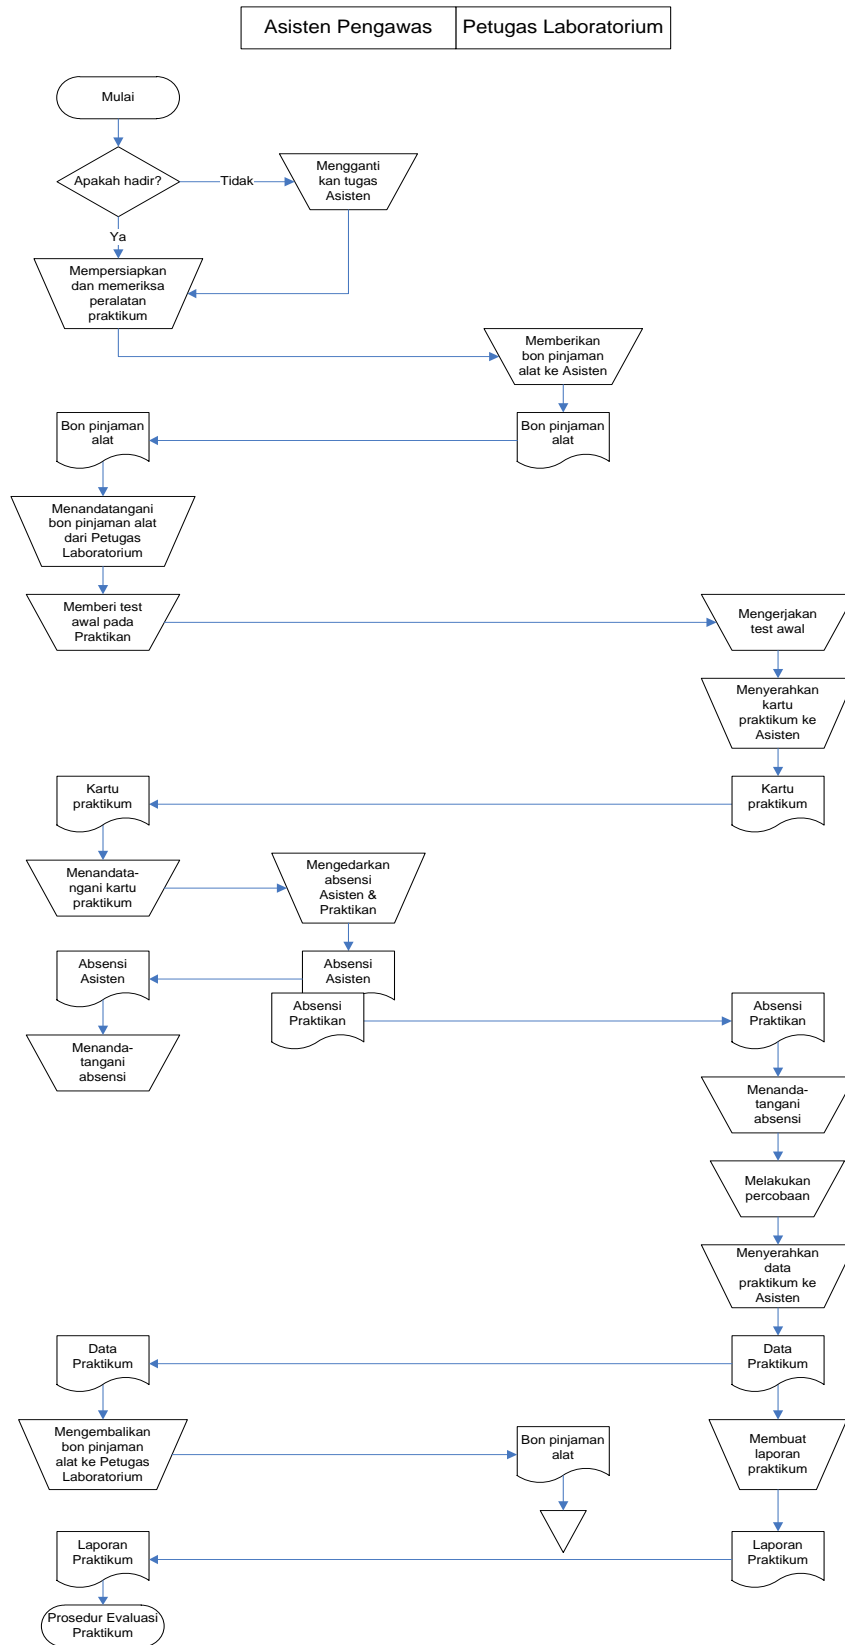 Asisten Pengawas
Petugas Laboratorium
Mulai
Apakah hadir?
Tidak
Mengganti
kan tugas
Asisten
Ya
Mempersiapkan
dan memeriksa
peralatan
praktikum
Memberikan
bon pinjaman
alat ke Asisten
Bon pinjaman
alat
Bon pinjaman
alat
Menandatangani
bon pinjaman alat
dari Petugas
Laboratorium
Memberi test
awal pada
Praktikan
Mengerjakan
test awal
Menyerahkan
kartu
praktikum ke
Asisten
Kartu
praktikum
Kartu
praktikum
Menandata-
ngani kartu
praktikum
Mengedarkan
absensi
Asisten &
Praktikan
Absensi
Asisten
Absensi
Asisten
Absensi
Praktikan
Absensi
Praktikan
Menanda-
tangani
absensi
Menanda-
tangani
absensi
Melakukan
percobaan
Menyerahkan
data
praktikum ke
Asisten
Data
Praktikum
Data
Praktikum
Mengembalikan
bon pinjaman
alat ke Petugas
Laboratorium
Bon pinjaman
alat
Membuat
laporan
praktikum
Laporan
Praktikum
Laporan
Praktikum
Prosedur Evaluasi
Praktikum